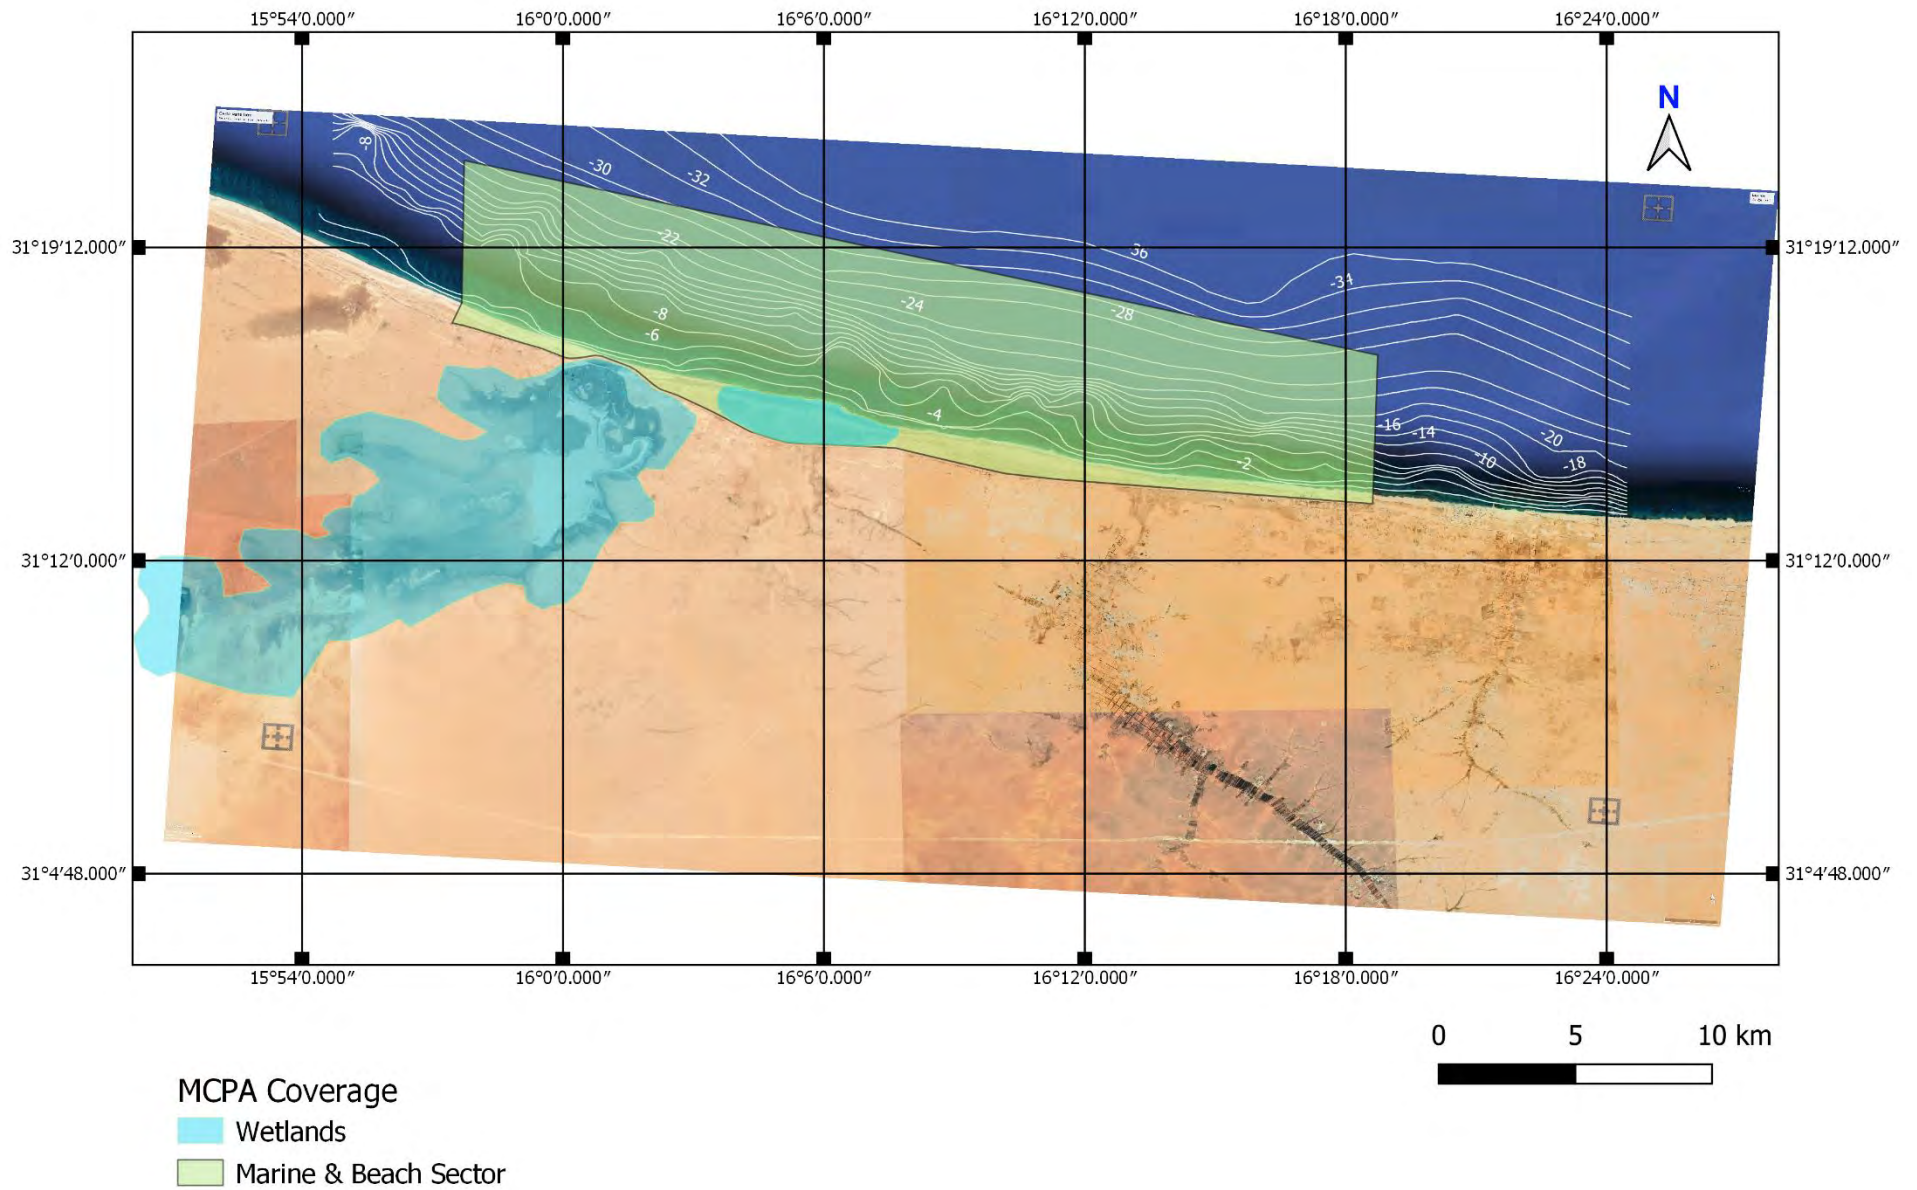 15°54′0.000″ 16°0′0.000″ 16°6′0.000″ 16°12′0.000″ 16°18′0.000″ 16°24′0.000″
N
-8
-30
-32
31°19′12.000″ -22 36 31°19′12.000″
-34
-24
-28
-8
-6
-4
-16
-14
-20
-2
-10
-18
31°12′0.000″ 31°12′0.000″
31°4′48.000″ 31°4′48.000″
15°54′0.000″ 16°0′0.000″ 16°6′0.000″ 16°12′0.000″ 16°18′0.000″ 16°24′0.000″
0 5 10 km
MCPA Coverage
Wetlands
Marine & Beach Sector